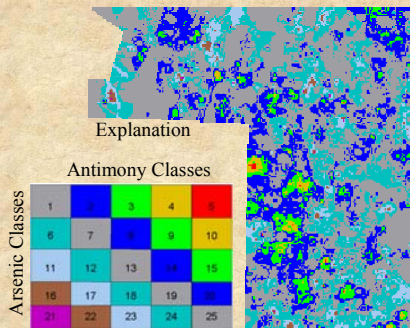 Explanation
Antimony Classes
Arsenic Classes
1 2 3 4 5
6 7 8 9 10
11 12 13 14 15
16 17 18 19 20
21 22 23 24 25